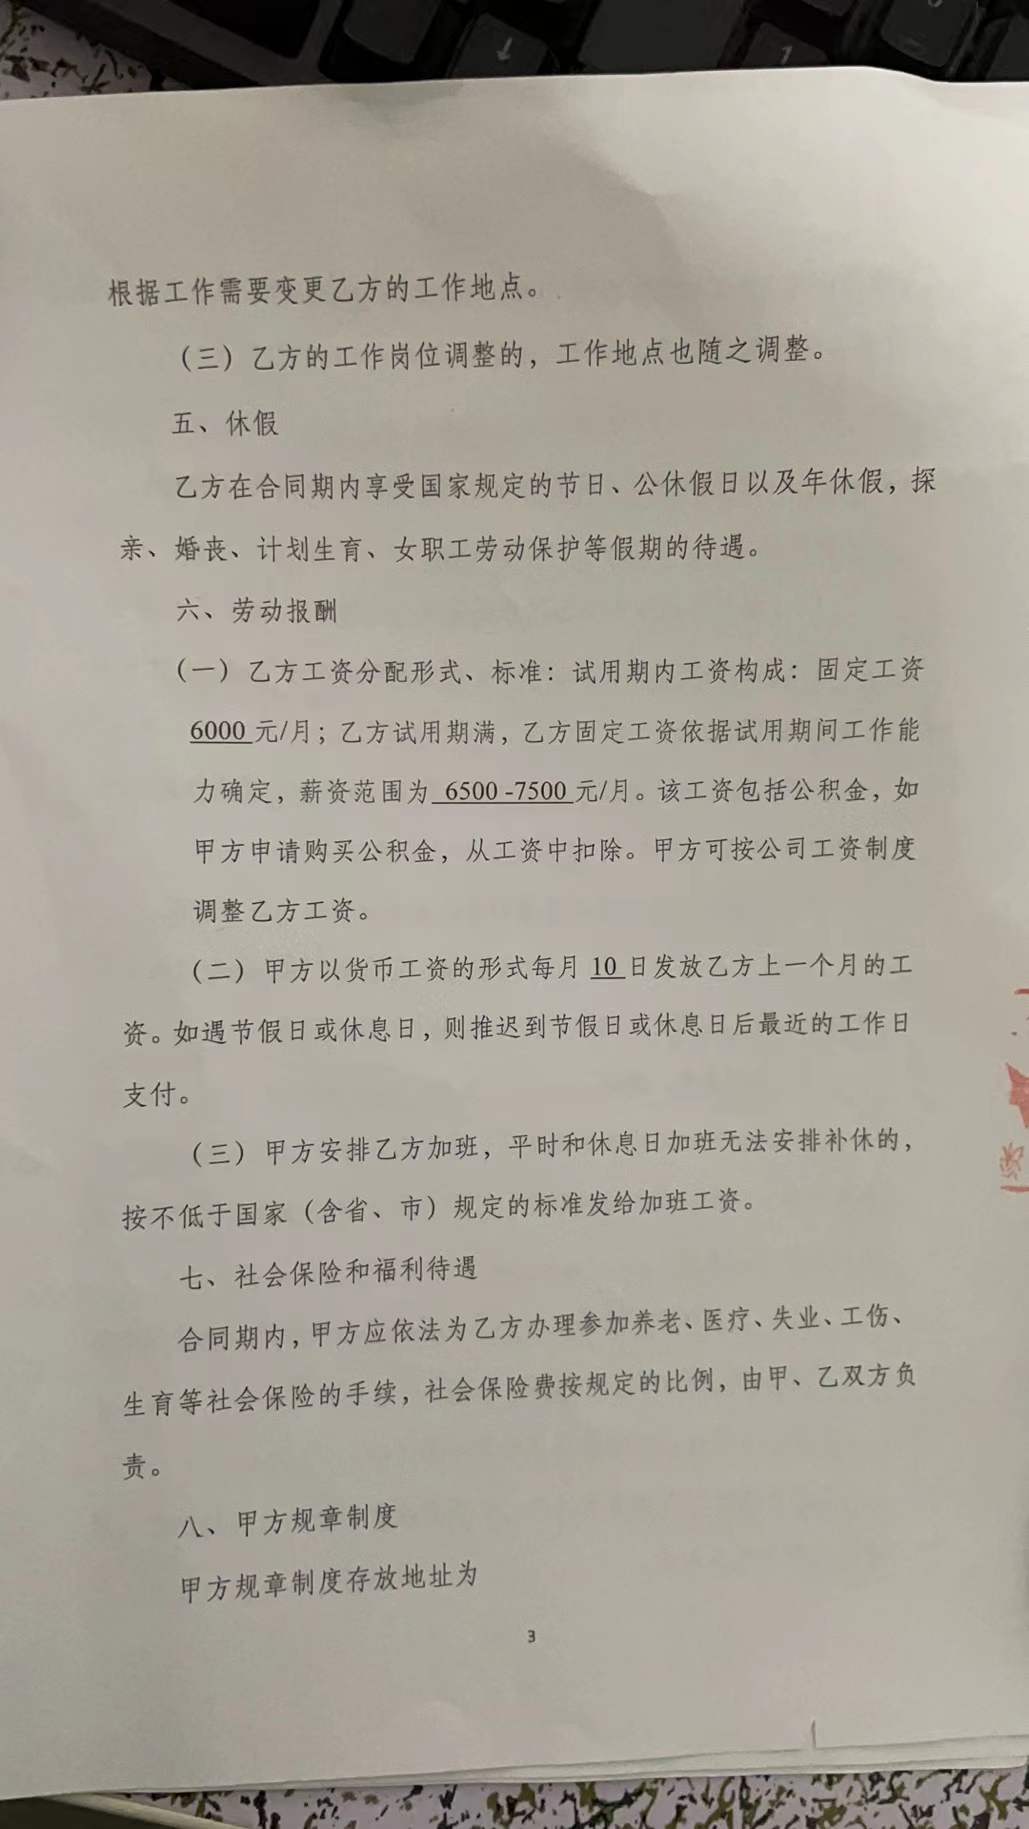 根据工作需要变更乙方的工作地点。
（三）乙方的工作岗位调整的，工作地点也随之调整。
五、休假
乙方在合同期内享受国家规定的节日、公休假日以及年休假，探
亲、婚丧、计划生育、女职工劳动保护等假期的待遇。
六、劳动报酬
（一）乙方工资分配形式、标准：试用期内工资构成：固定工资
6000 元/月；乙方试用期满，乙方固定工资依据试用期间工作能
力确定，薪资范围为 6500 -7500 元/月。该工资包括公积金，如
甲方申请购买公积金，从工资中扣除。甲方可按公司工资制度
调整乙方工资。
（二）甲方以货币工资的形式每月 10 日发放乙方上一个月的工
资。如遇节假日或休息日，则推迟到节假日或休息日后最近的工作日
支付。
（三）甲方安排乙方加班，平时和休息日加班无法安排补休的，
按不低于国家（含省、市）规定的标准发给加班工资。
七、社会保险和福利待遇
合同期内，甲方应依法为乙方办理参加养老、医疗、失业、工伤、
生育等社会保险的手续，社会保险费按规定的比例，由甲、乙双方负
责。
八、甲方规章制度
甲方规章制度存放地址为
3